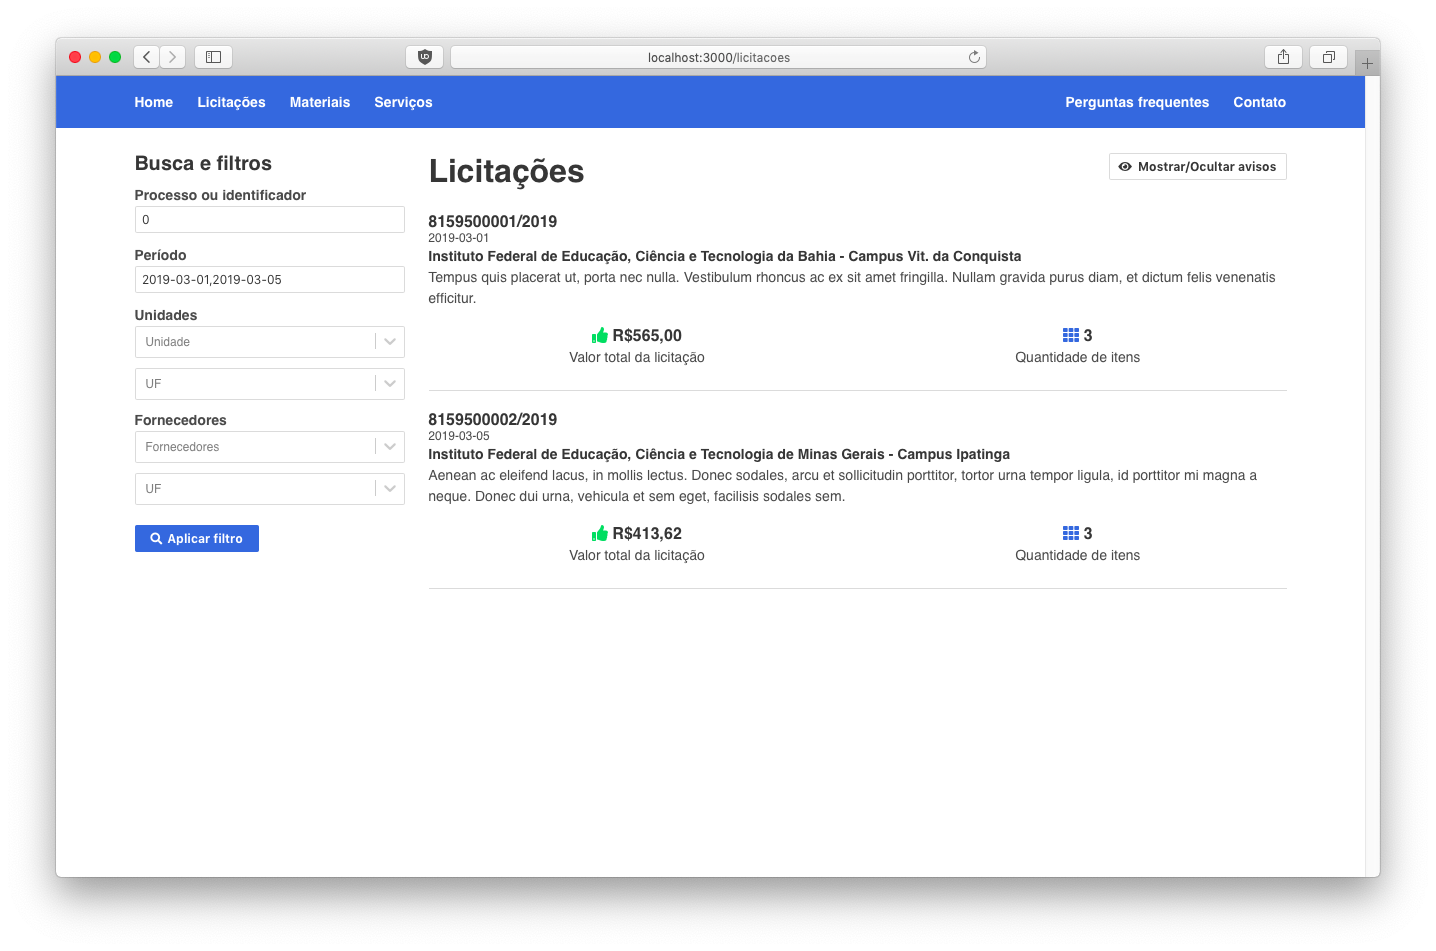 localhost:3000/licitacoes
Home Licitações Materiais Serviços Perguntas frequentes Contato
Busca e filtros
Processo ou identificador
0
Período
2019-03-01,2019-03-05
Unidades
Unidade
UF
Fornecedores
Fornecedores
UF
Aplicar filtro
Licitações
Mostrar/Ocultar avisos
8159500001/2019
2019-03-01
Instituto Federal de Educação, Ciência e Tecnologia da Bahia - Campus Vit. da Conquista
Tempus quis placerat ut, porta nec nulla. Vestibulum rhoncus ac ex sit amet fringilla. Nullam gravida purus diam, et dictum felis venenatis
efficitur.
R$565,00
Valor total da licitação
3
Quantidade de itens
8159500002/2019
2019-03-05
Instituto Federal de Educação, Ciência e Tecnologia de Minas Gerais - Campus Ipatinga
Aenean ac eleifend lacus, in mollis lectus. Donec sodales, arcu et sollicitudin porttitor, tortor urna tempor ligula, id porttitor mi magna a
neque. Donec dui urna, vehicula et sem eget, facilisis sodales sem.
R$413,62
Valor total da licitação
3
Quantidade de itens